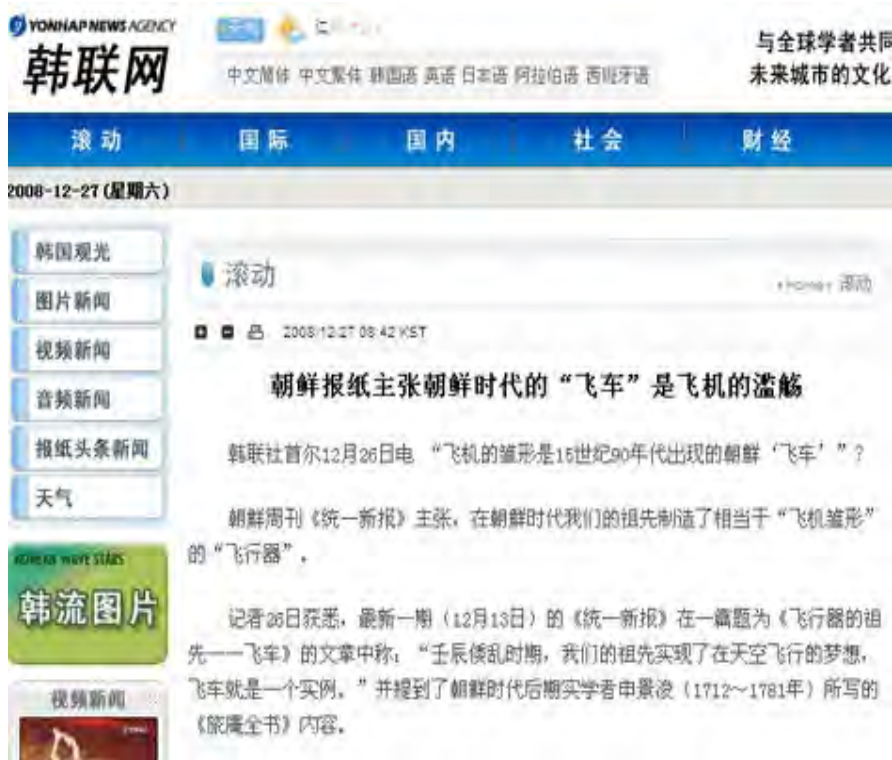 YONHAP NEWS AGENCY
韩联网
中文简体 中文繁体 韩国语 英语 日本语 阿拉伯语 西班牙语
与全球学者共同
未来城市的文化
滚动 国际 国内 社会 财经
2008-12-27(星期六)
韩国观光
图片新闻
视频新闻
音频新闻
报纸头条新闻
天气
KOREAN WAVE STARS
韩流图片
视频新闻
滚动
滚动
2008/12/27 08:42 KST
朝鲜报纸主张朝鲜时代的“飞车”是飞机的滥觞
韩联社首尔12月26日电 “飞机的雏形是15世纪90年代出现的朝鲜‘飞车’”?
朝鲜周刊《统一新报》主张，在朝鲜时代我们的祖先制造了相当于“飞机雏形”
的“飞行器”。
记者26日获悉，最新一期（12月13日）的《统一新报》在一篇题为《飞行器的祖
先——飞车》的文章中称：“壬辰倭乱时期，我们的祖先实现了在天空飞行的梦想，
飞车就是一个实例。”并提到了朝鲜时代后期实学者申景浚（1712～1781年）所写的
《旅庵全书》内容。